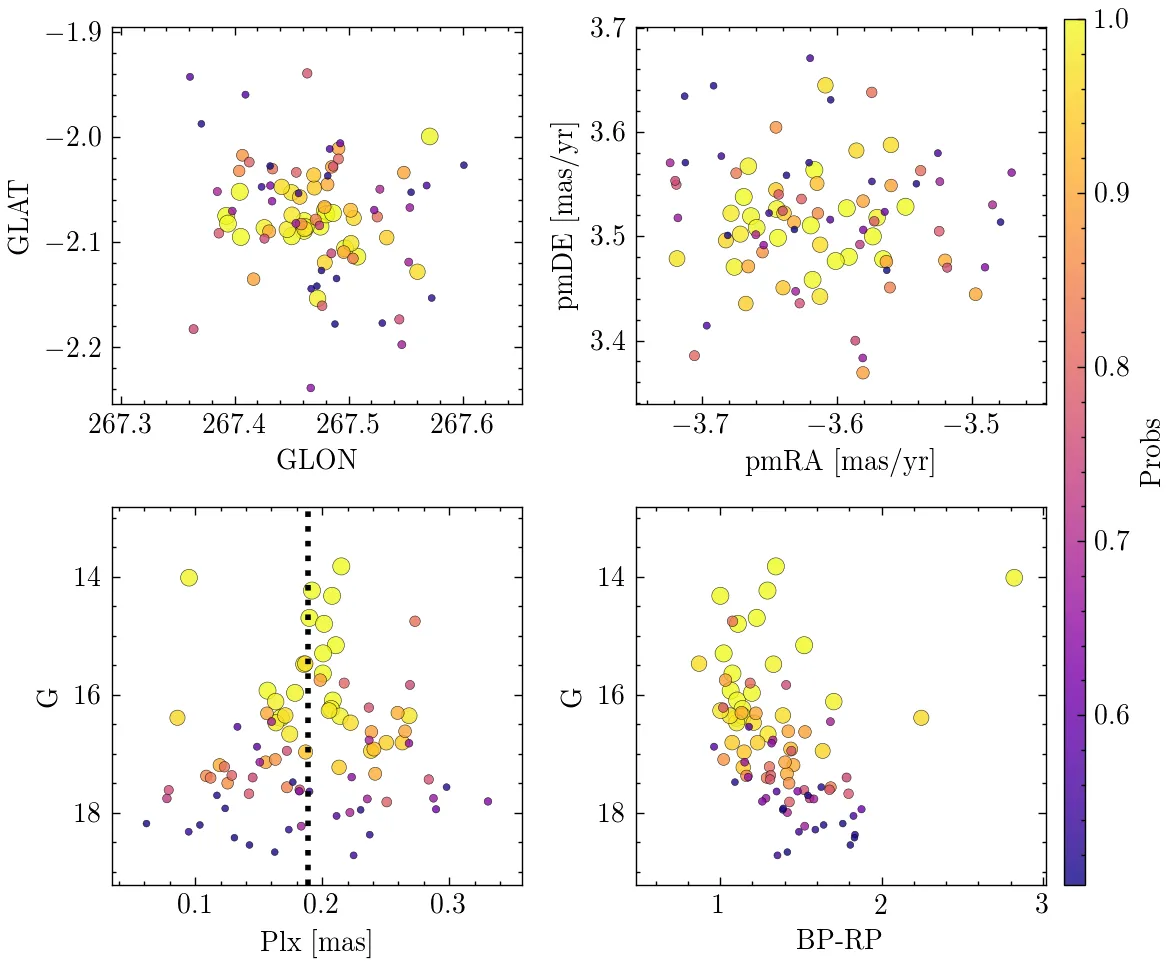 −1.9
−2.0
−2.1
−2.2
GLAT
267.3 267.4 267.5 267.6
GLON
3.7
3.6
3.5
3.4
pmDE [mas/yr]
−3.7 −3.6 −3.5
pmRA [mas/yr]
14
16
18
G
0.1 0.2 0.3
Plx [mas]
14
16
18
G
1 2 3
BP-RP
1.0
0.9
0.8
0.7
0.6
Probs